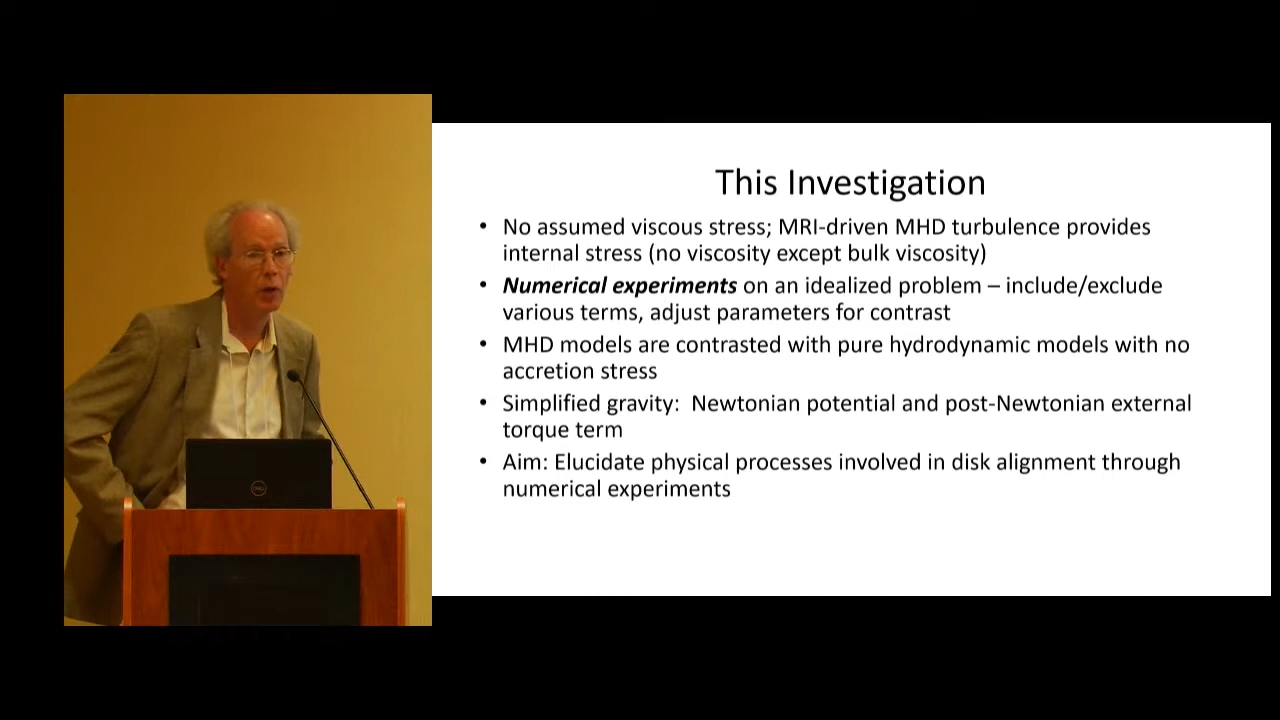 This Investigation
• No assumed viscous stress; MRI-driven MHD turbulence provides
internal stress (no viscosity except bulk viscosity)
• Numerical experiments on an idealized problem – include/exclude
various terms, adjust parameters for contrast
• MHD models are contrasted with pure hydrodynamic models with no
accretion stress
• Simplified gravity:  Newtonian potential and post-Newtonian external
torque term
• Aim: Elucidate physical processes involved in disk alignment through
numerical experiments
DELL